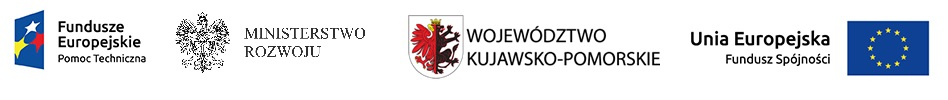 Fundusze
Europejskie
Pomoc Techniczna
MINISTERSTWO
ROZWOJU
WOJEWÓDZTWO
KUJAWSKO-POMORSKIE
Unia Europejska
Fundusz Spójności